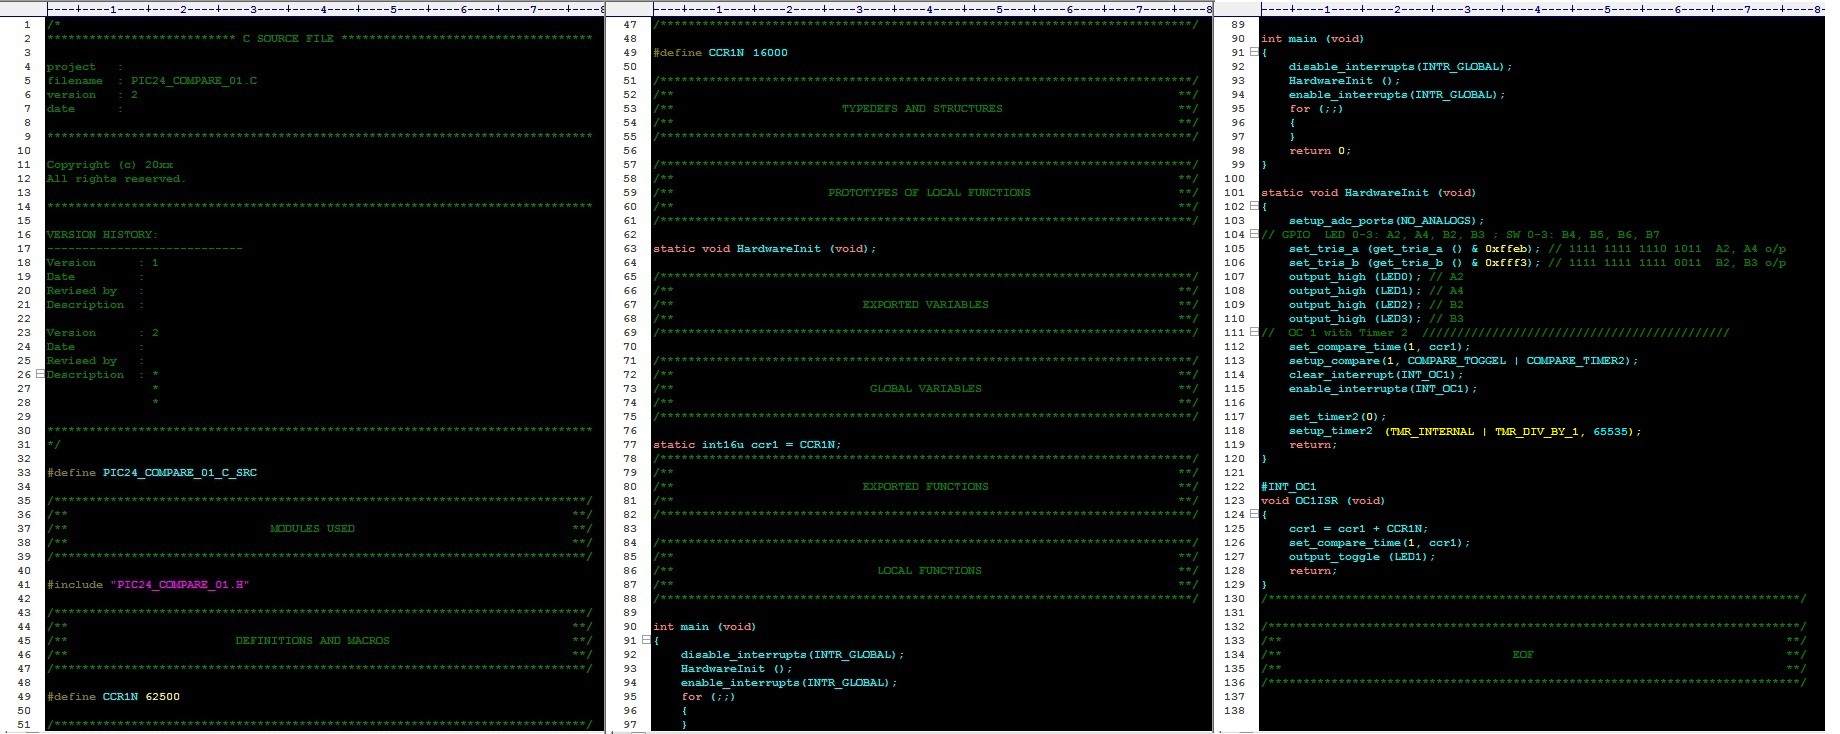 ----+----1----+----2----+----3----+----4----+----5----+----6----+----7----+----8
1 /*
2 *************************** C SOURCE FILE ************************************
3
4 project   :
5 filename  : PIC24_COMPARE_01.C
6 version   : 2
7 date      :
8
9 ******************************************************************************
10
11 Copyright (c) 20xx
12 All rights reserved.
13
14 ******************************************************************************
15
16 VERSION HISTORY:
17 ----------------------------
18 Version      : 1
19 Date         :
20 Revised by   :
21 Description  :
22
23 Version      : 2
24 Date         :
25 Revised by   :
26 Description  : *
27                *
28                *
29
30 ******************************************************************************
31 */
32
33 #define PIC24_COMPARE_01_C_SRC
34
35 /****************************************************************************/
36 /**                                                                        **/
37 /**                             MODULES USED                               **/
38 /**                                                                        **/
39 /****************************************************************************/
40
41 #include "PIC24_COMPARE_01.H"
42
43 /****************************************************************************/
44 /**                                                                        **/
45 /**                        DEFINITIONS AND MACROS                          **/
46 /**                                                                        **/
47 /****************************************************************************/
48
49 #define CCR1N 62500
50
51 /****************************************************************************/
----+----1----+----2----+----3----+----4----+----5----+----6----+----7----+----8
47 /****************************************************************************/
48
49 #define CCR1N 16000
50
51 /****************************************************************************/
52 /**                                                                        **/
53 /**                        TYPEDEFS AND STRUCTURES                         **/
54 /**                                                                        **/
55 /****************************************************************************/
56
57 /****************************************************************************/
58 /**                                                                        **/
59 /**                      PROTOTYPES OF LOCAL FUNCTIONS                     **/
60 /**                                                                        **/
61 /****************************************************************************/
62
63 static void HardwareInit (void);
64
65 /****************************************************************************/
66 /**                                                                        **/
67 /**                           EXPORTED VARIABLES                           **/
68 /**                                                                        **/
69 /****************************************************************************/
70
71 /****************************************************************************/
72 /**                                                                        **/
73 /**                            GLOBAL VARIABLES                            **/
74 /**                                                                        **/
75 /****************************************************************************/
76
77 static int16u ccr1 = CCR1N;
78 /****************************************************************************/
79 /**                                                                        **/
80 /**                           EXPORTED FUNCTIONS                           **/
81 /**                                                                        **/
82 /****************************************************************************/
83
84 /****************************************************************************/
85 /**                                                                        **/
86 /**                             LOCAL FUNCTIONS                            **/
87 /**                                                                        **/
88 /****************************************************************************/
89
90 int main (void)
91 {
92     disable_interrupts(INTR_GLOBAL);
93     HardwareInit ();
94     enable_interrupts(INTR_GLOBAL);
95     for (;;)
96     {
97     }
----+----1----+----2----+----3----+----4----+----5----+----6----+----7----+----8-
89
90 int main (void)
91 {
92     disable_interrupts(INTR_GLOBAL);
93     HardwareInit ();
94     enable_interrupts(INTR_GLOBAL);
95     for (;;)
96     {
97     }
98     return 0;
99 }
100
101 static void HardwareInit (void)
102 {
103     setup_adc_ports(NO_ANALOGS);
104 // GPIO  LED 0-3: A2, A4, B2, B3 ; SW 0-3: B4, B5, B6, B7
105     set_tris_a (get_tris_a () & 0xffeb); // 1111 1111 1110 1011  A2, A4 o/p
106     set_tris_b (get_tris_b () & 0xfff3); // 1111 1111 1111 0011  B2, B3 o/p
107     output_high (LED0); // A2
108     output_high (LED1); // A4
109     output_high (LED2); // B2
110     output_high (LED3); // B3
111 //  OC 1 with Timer 2  ////////////////////////////////////////////
112     set_compare_time(1, ccr1);
113     setup_compare(1, COMPARE_TOGGEL | COMPARE_TIMER2);
114     clear_interrupt(INT_OC1);
115     enable_interrupts(INT_OC1);
116
117     set_timer2(0);
118     setup_timer2 (TMR_INTERNAL | TMR_DIV_BY_1, 65535);
119     return;
120 }
121
122 #INT_OC1
123 void OC1ISR (void)
124 {
125     ccr1 = ccr1 + CCR1N;
126     set_compare_time(1, ccr1);
127     output_toggle (LED1);
128     return;
129 }
130 /****************************************************************************/
131
132 /****************************************************************************/
133 /**                                                                        **/
134 /**                                  EOF                                   **/
135 /**                                                                        **/
136 /****************************************************************************/
137
138